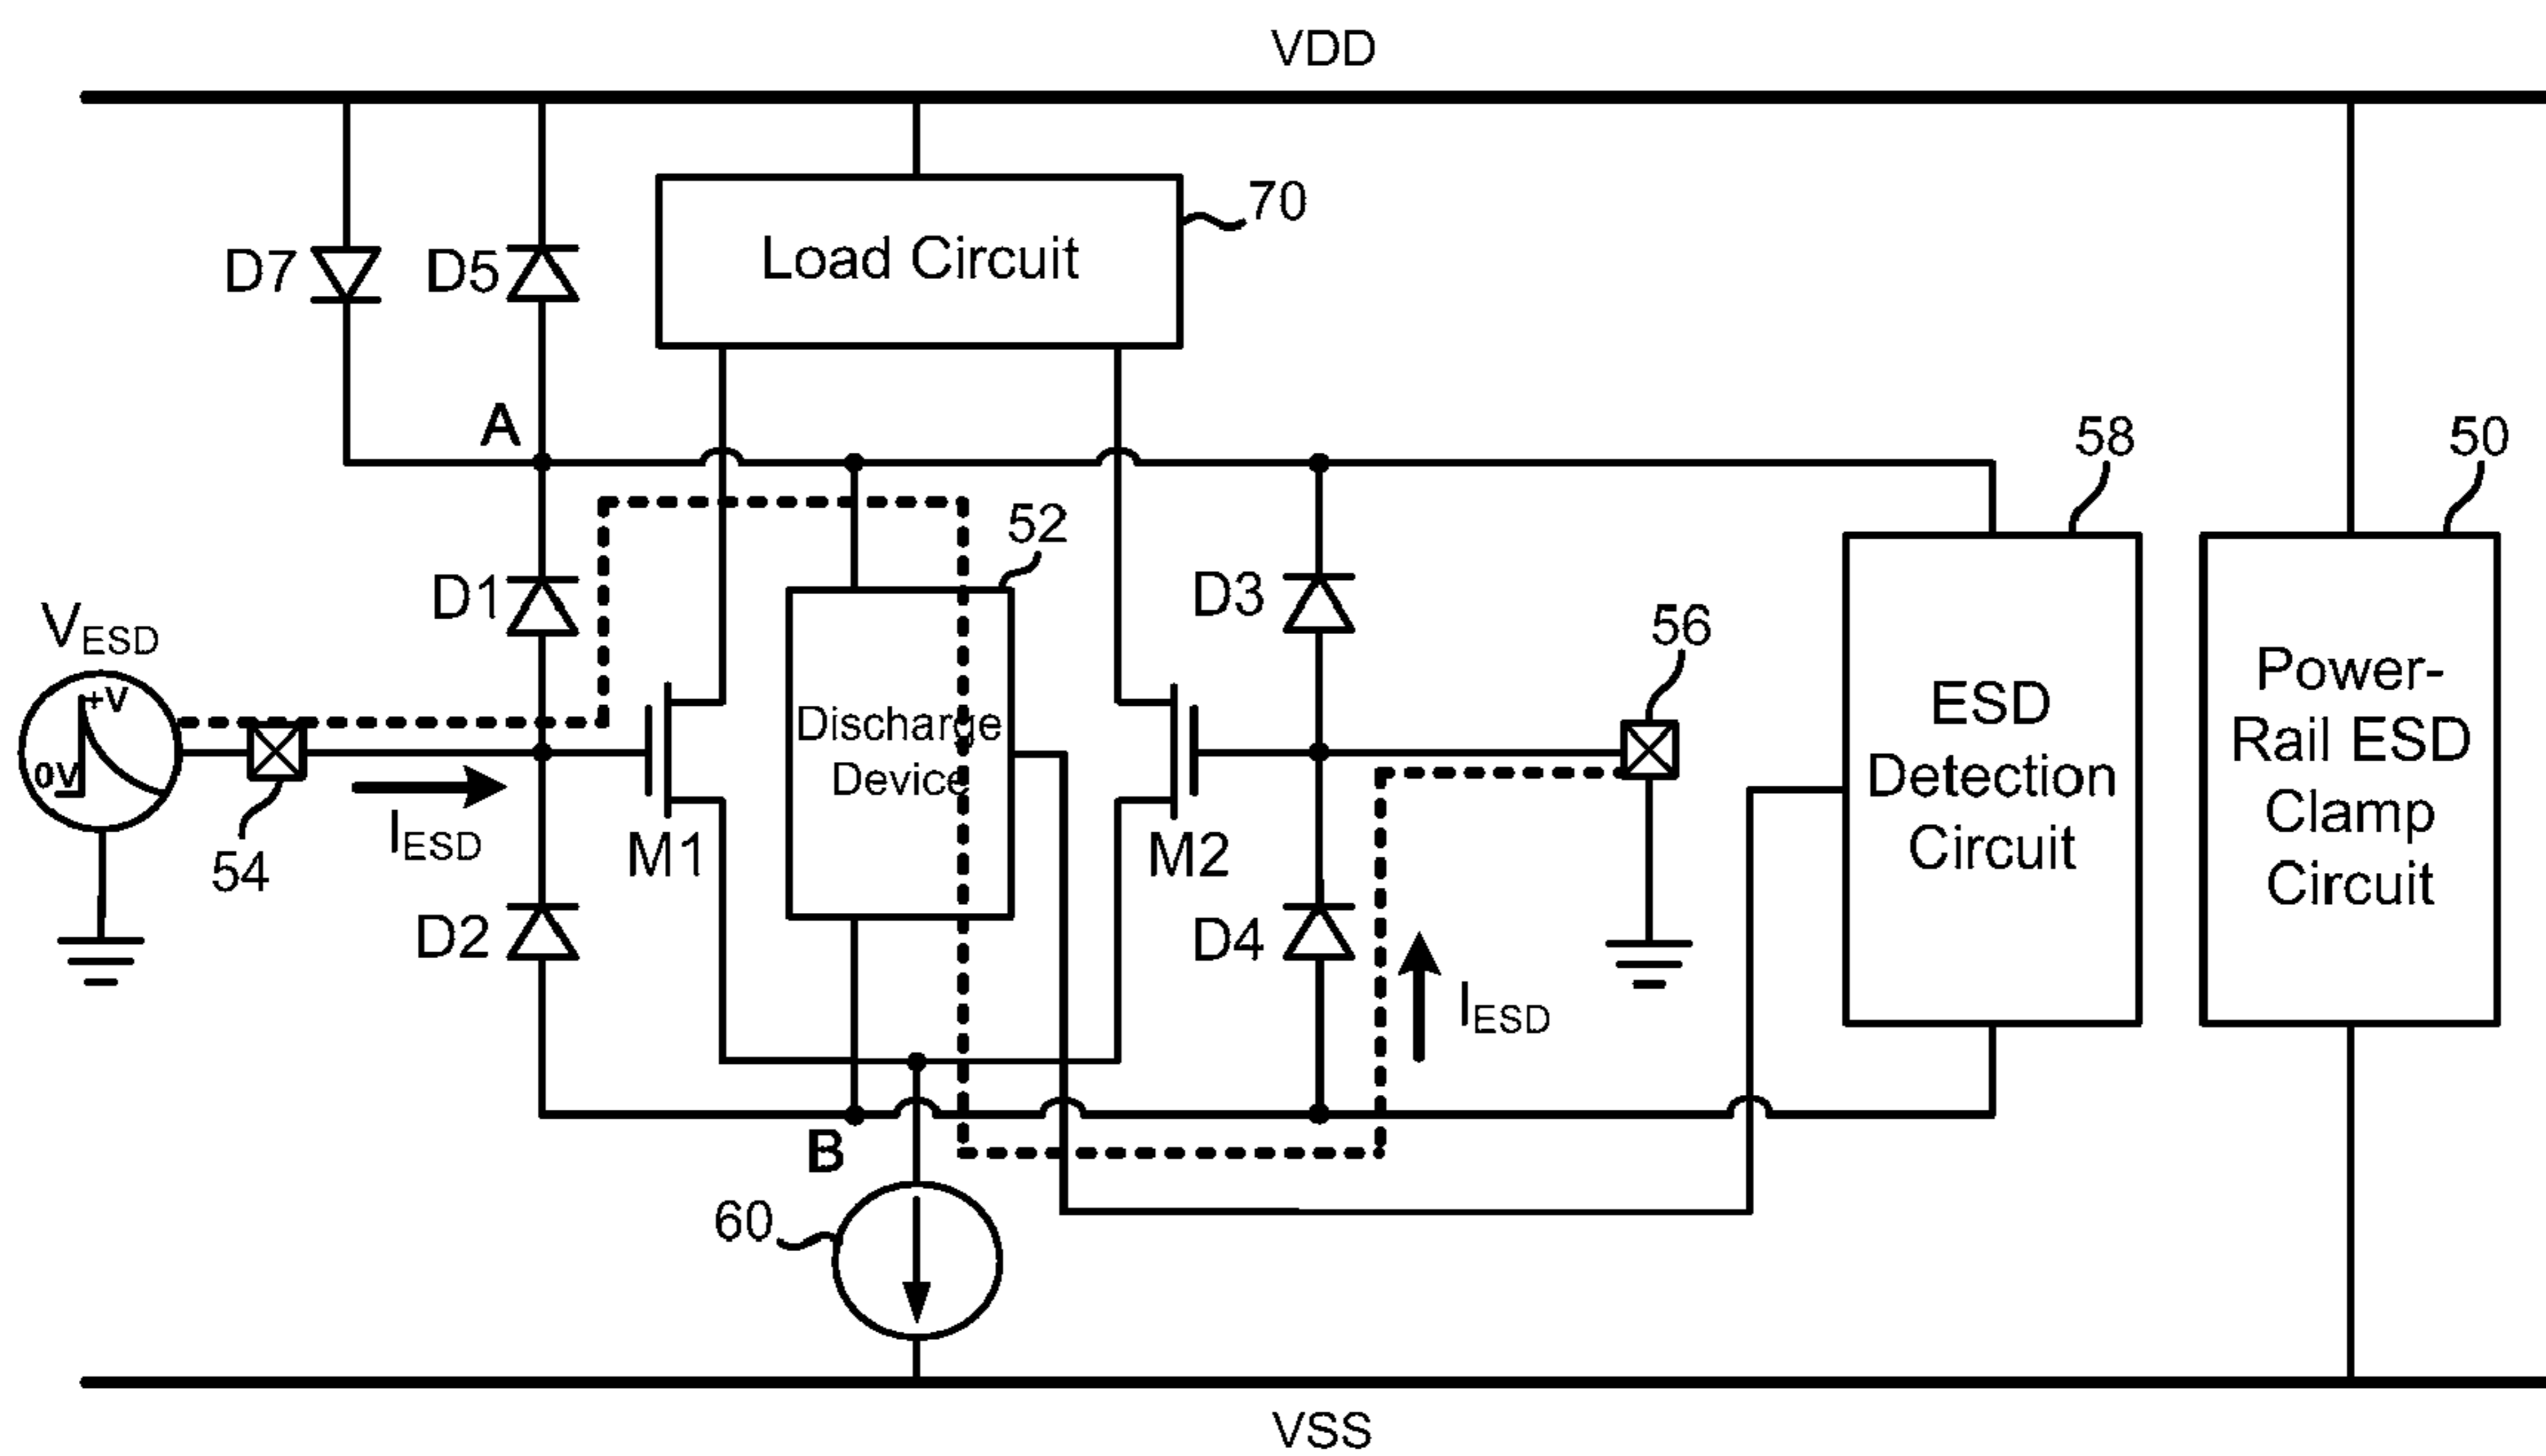 VDD
70
Load Circuit
D7
D5
A
58
50
52
D1
D3
56
VESD
+V
0V
Discharge
Device
ESD
Detection
Circuit
Power-
Rail ESD
Clamp
Circuit
IESD
54
M1
M2
D2
D4
IESD
B
60
VSS